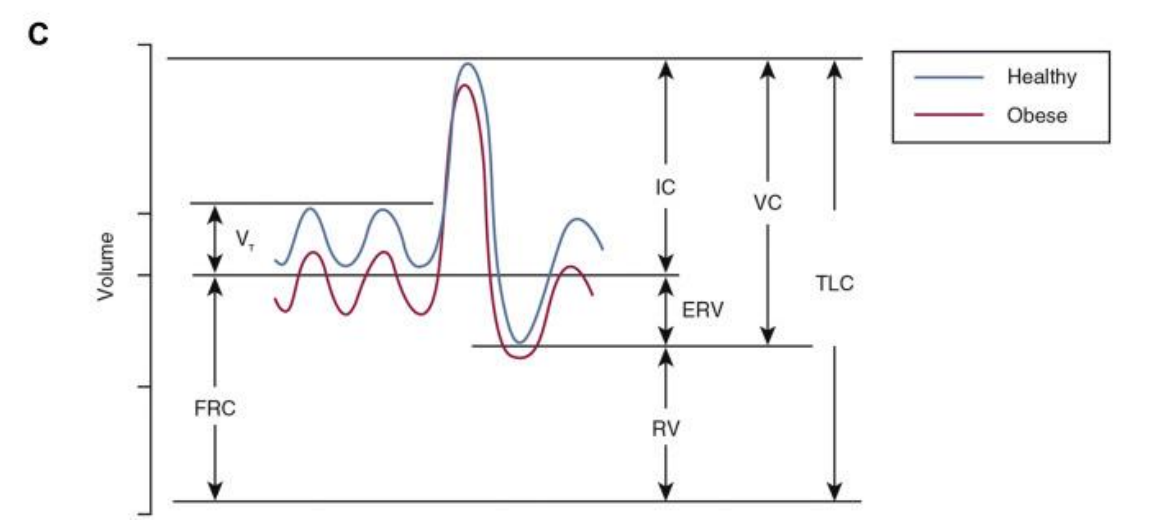 C
Healthy
Obese
IC
VC
V_T
Volume
TLC
ERV
FRC
RV